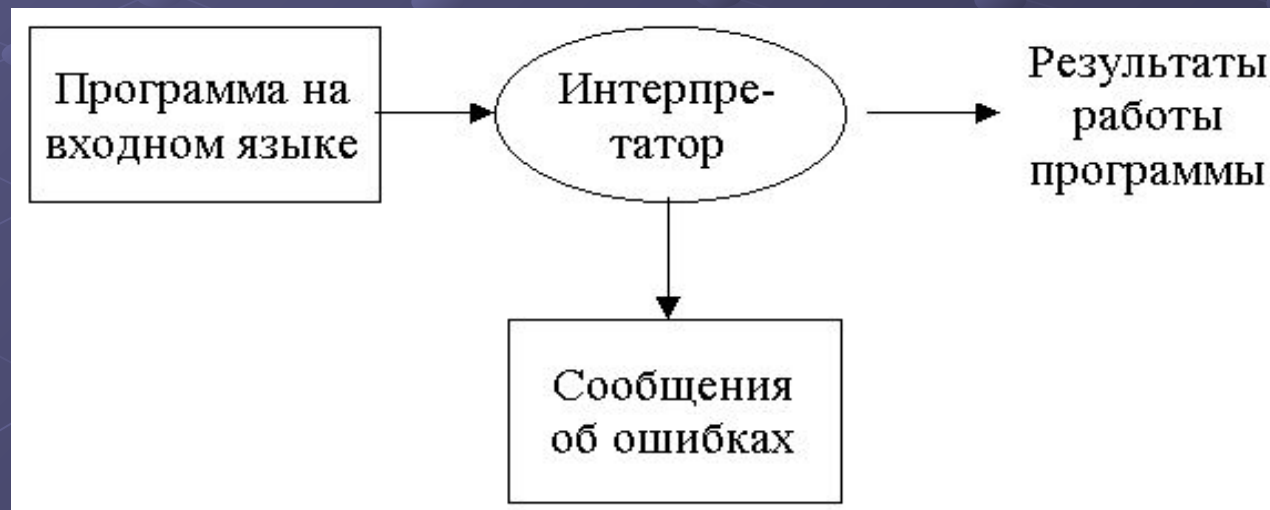 Программа на
входном языке
Интерпре-
татор
Результаты
работы
программы
Сообщения
об ошибках